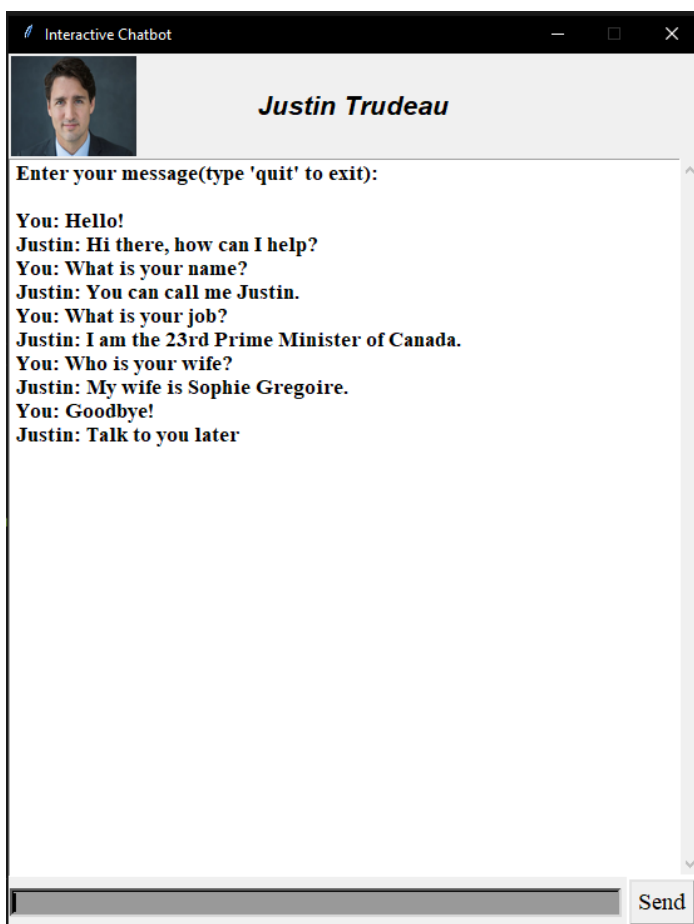 Interactive Chatbot
Justin Trudeau
Enter your message(type 'quit' to exit):
You: Hello!
Justin: Hi there, how can I help?
You: What is your name?
Justin: You can call me Justin.
You: What is your job?
Justin: I am the 23rd Prime Minister of Canada.
You: Who is your wife?
Justin: My wife is Sophie Gregoire.
You: Goodbye!
Justin: Talk to you later
Send